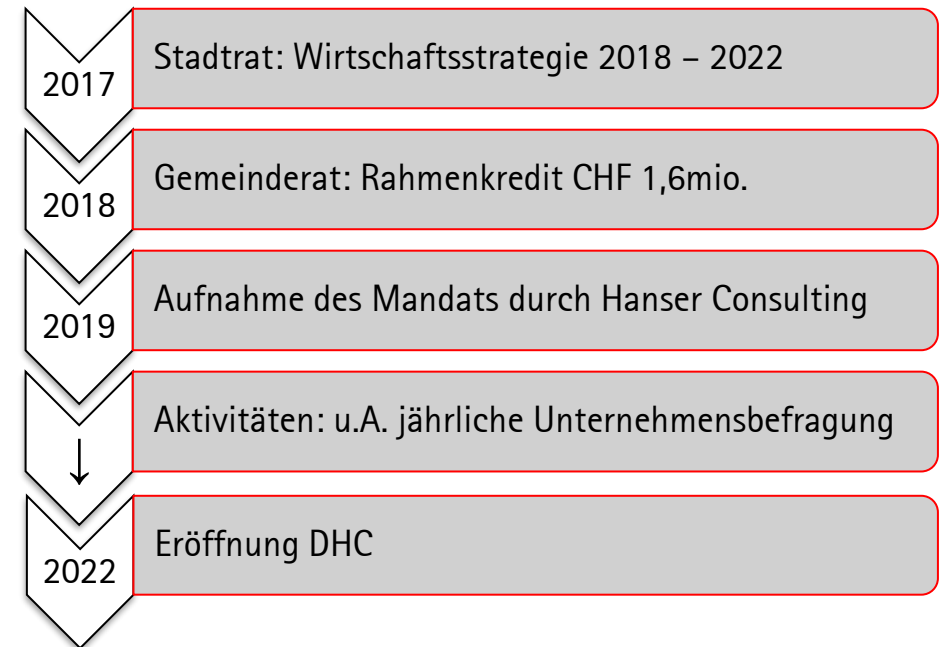 2017
Stadtrat: Wirtschaftsstrategie 2018 – 2022
2018
Gemeinderat: Rahmenkredit CHF 1,6mio.
2019
Aufnahme des Mandats durch Hanser Consulting
↓
Aktivitäten: u.A. jährliche Unternehmensbefragung
2022
Eröffnung DHC